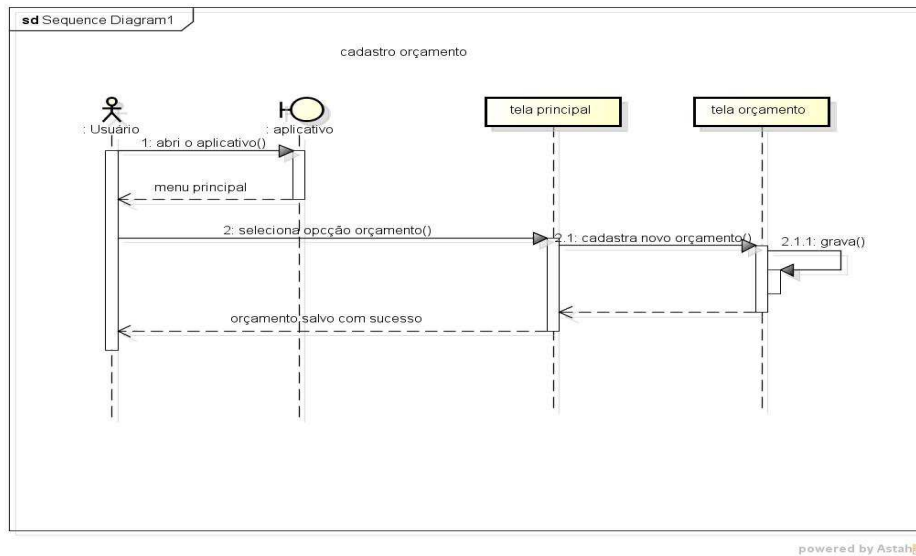 sd Sequence Diagram1
cadastro orçamento
: Usuário
: aplicativo
tela principal
tela orçamento
1: abri o aplicativo()
menu principal
2: seleciona opcção orçamento()
2.1: cadastra novo orçamento()
2.1.1: grava()
orçamento salvo com sucesso
powered by Astah